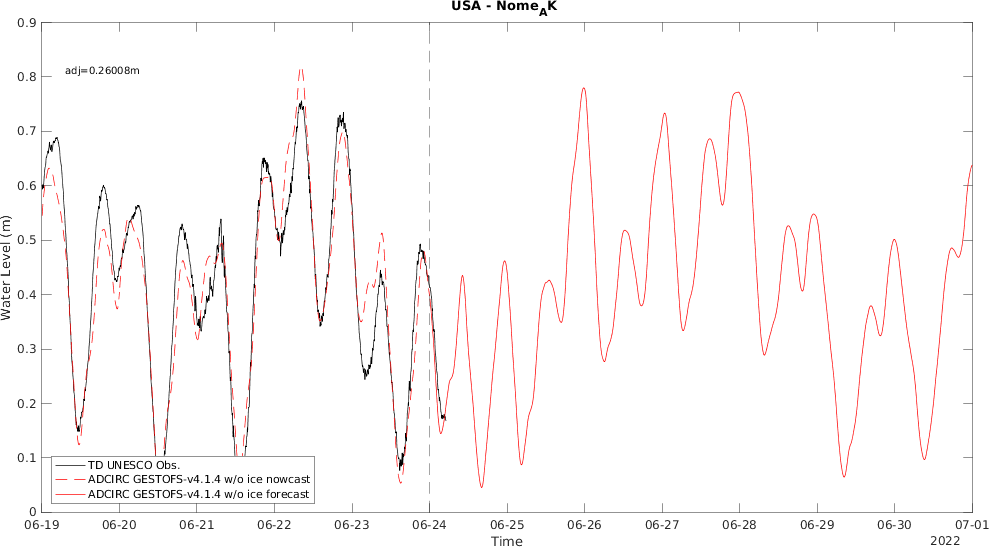 USA - Nome_AK
0.9
0.8
adj=0.26008m
0.7
0.6
0.5
Water Level (m)
0.4
0.3
0.2
0.1
TD UNESCO Obs.
ADCIRC GESTOFS-v4.1.4 w/o ice nowcast
ADCIRC GESTOFS-v4.1.4 w/o ice forecast
0
06-19 06-20 06-21 06-22 06-23 06-24 06-25 06-26 06-27 06-28 06-29 06-30 07-01
Time
2022